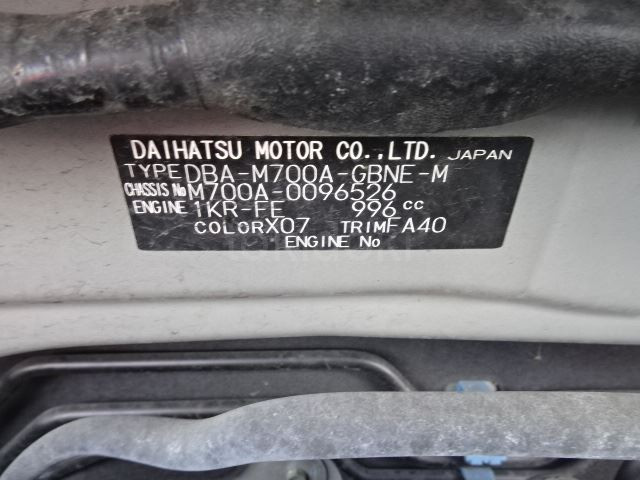 DAIHATSU MOTOR CO.,LTD. JAPAN
TYPE DBA-M700A-GBNE-M
CHASSIS No M700A-0096526
ENGINE 1KR-FE 996 cc
COLOR X07 TRIM FA40
ENGINE No